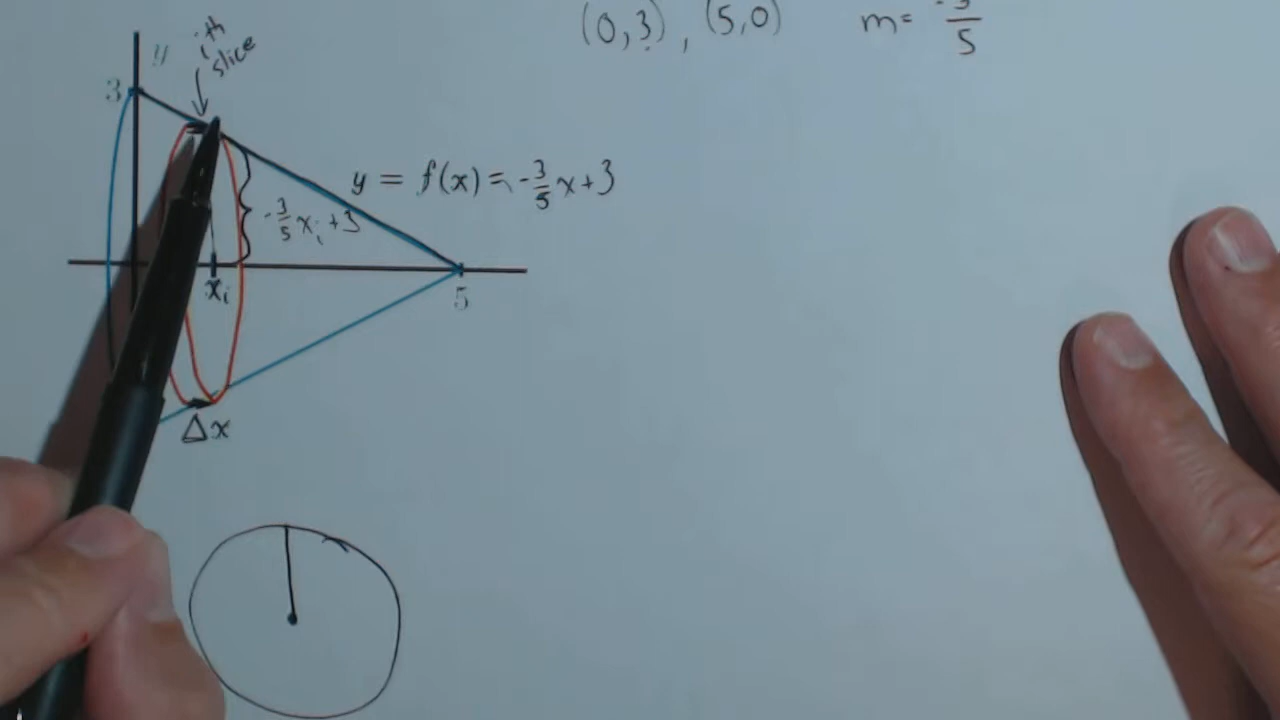 (0,3), (5,0) m= -3/5
ith
slice
y
3
y = f(x) = -3/5 x+3
-3/5 xᵢ +3
xᵢ
5
Δx